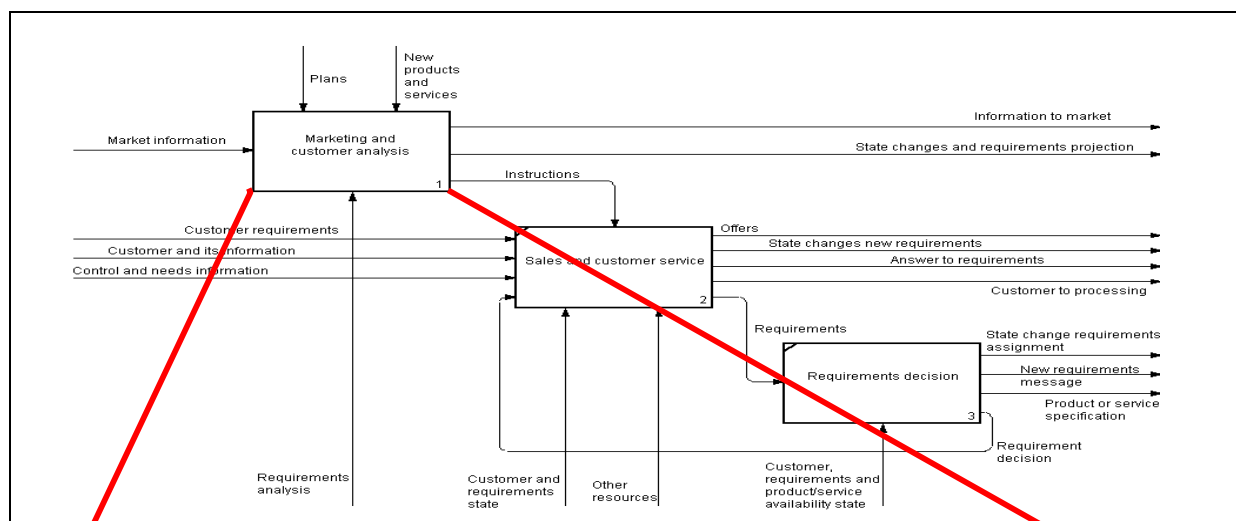 New
products
and
services
Plans
Information to market
Market information
Marketing and
customer analysis
State changes and requirements projection
1
Instructions
Customer requirements
Offers
Customer and its information
State changes new requirements
Sales and customer service
Answer to requirements
Control and needs information
Customer to processing
2
Requirements
State change requirements
assignment
Requirements decision
New requirements
message
Product or service
specification
3
Requirement
decision
Requirements
analysis
Customer and
requirements
state
Other
resources
Customer,
requirements and
product/service
availability state